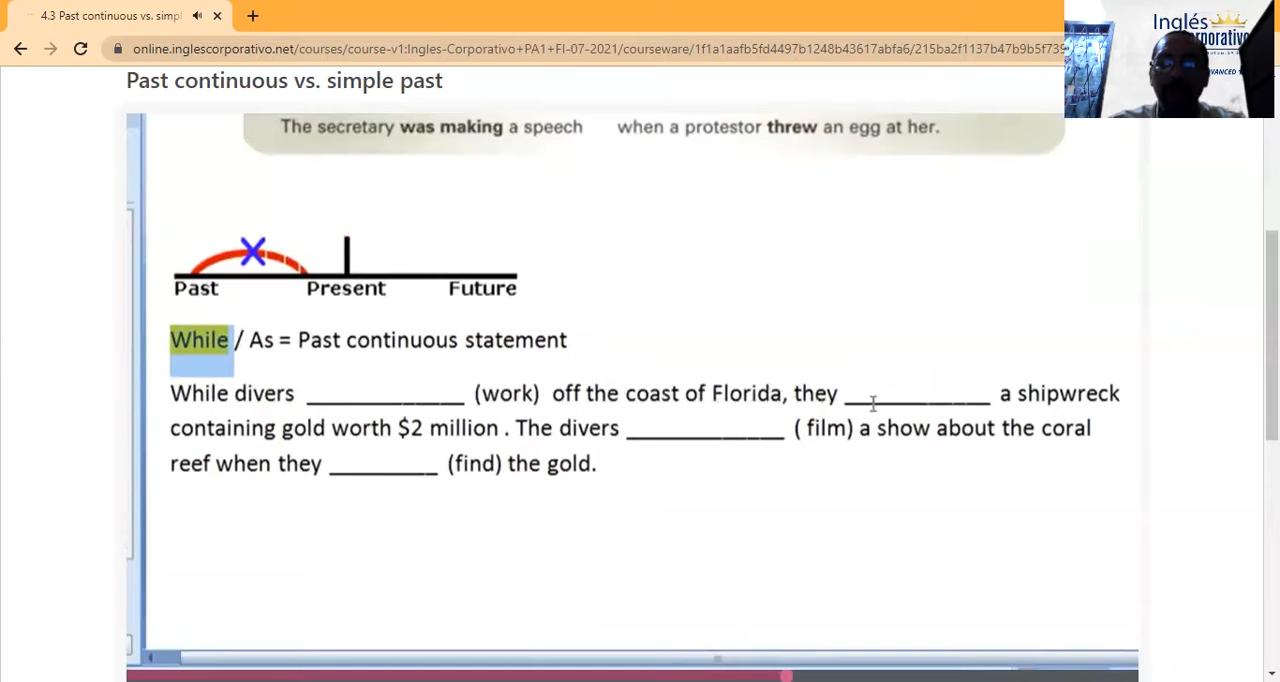 4.3 Past continuous vs. simpl
online.inglescorporativo.net/courses/course-v1:Ingles-Corporativo+PA1+FI-07-2021/courseware/1f1a1aafb5fd4497b1248b43617abfa6/215ba2f1137b47b9b5f739
Inglés
Corporativo
ADVANCED 1
Past continuous vs. simple past
The secretary was making a speech when a protestor threw an egg at her.
Past Present Future
While / As = Past continuous statement
While divers _____________ (work) off the coast of Florida, they ____________ a shipwreck
containing gold worth $2 million . The divers _____________ ( film) a show about the coral
reef when they _________ (find) the gold.